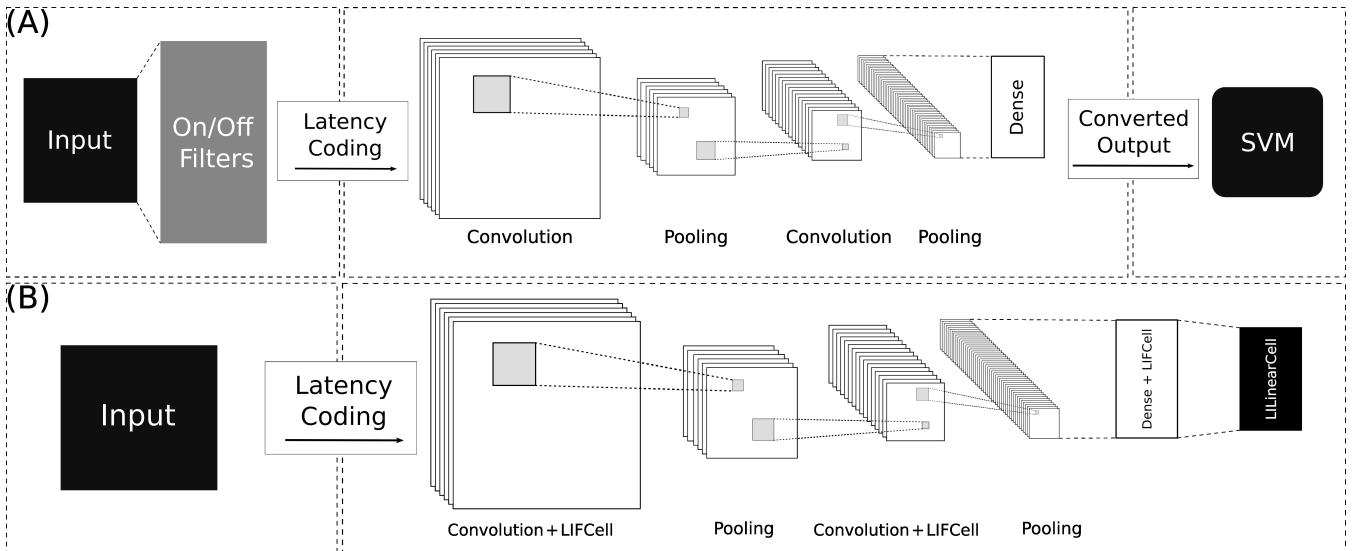 (A)
Input
On/Off
Filters
Latency
Coding
Convolution
Pooling
Convolution
Pooling
Dense
Converted
Output
SVM
(B)
Input
Latency
Coding
Convolution+LIFCell
Pooling
Convolution+LIFCell
Pooling
Dense + LIFCell
LILinearCell